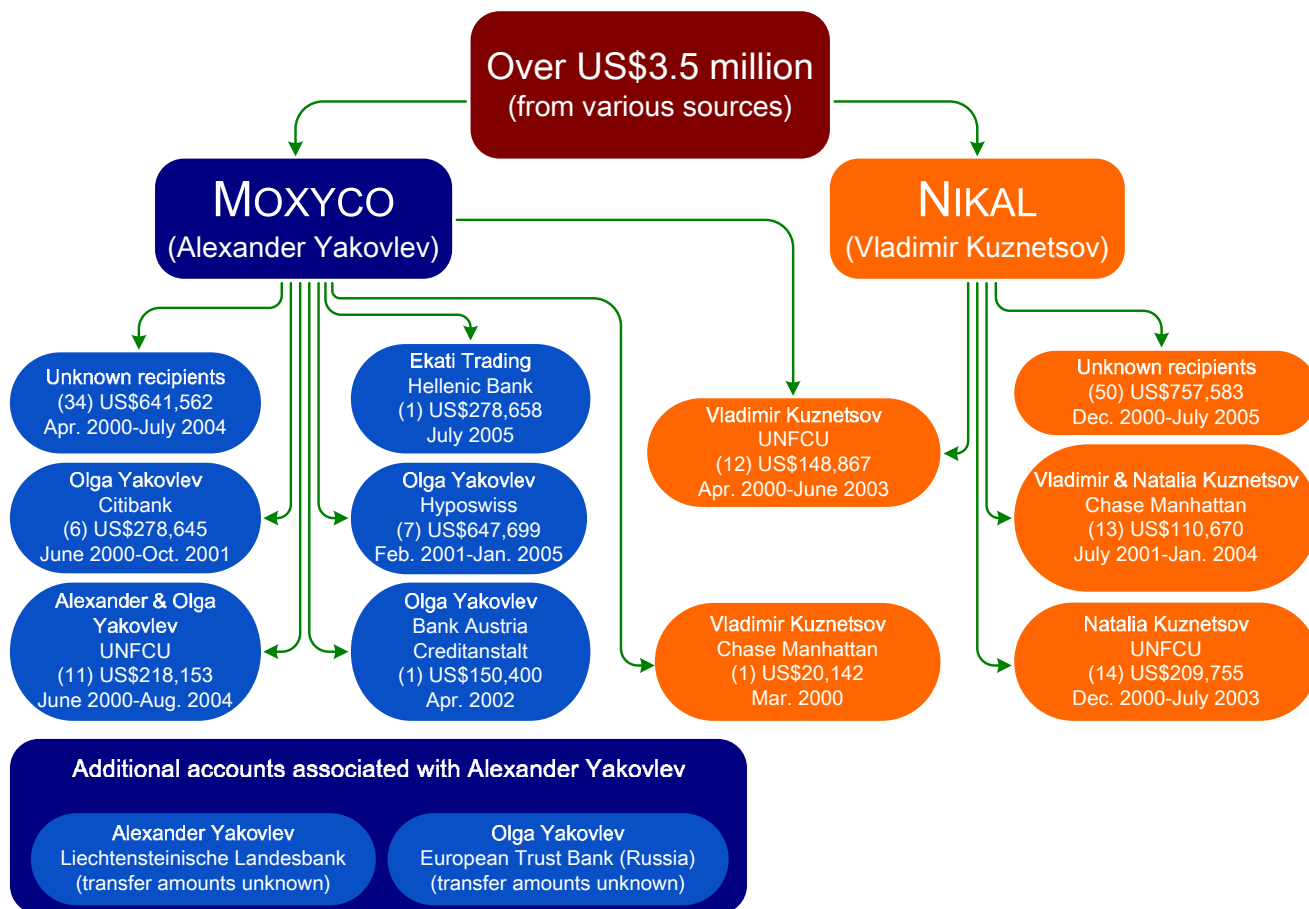 Over US$3.5 million
(from various sources)
MOXYCO
(Alexander Yakovlev)
NIKAL
(Vladimir Kuznetsov)
Unknown recipients
(34) US$641,562
Apr. 2000-July 2004
Ekati Trading
Hellenic Bank
(1) US$278,658
July 2005
Vladimir Kuznetsov
UNFCU
(12) US$148,867
Apr. 2000-June 2003
Unknown recipients
(50) US$757,583
Dec. 2000-July 2005
Olga Yakovlev
Citibank
(6) US$278,645
June 2000-Oct. 2001
Olga Yakovlev
Hyposwiss
(7) US$647,699
Feb. 2001-Jan. 2005
Vladimir & Natalia Kuznetsov
Chase Manhattan
(13) US$110,670
July 2001-Jan. 2004
Alexander & Olga
Yakovlev
UNFCU
(11) US$218,153
June 2000-Aug. 2004
Olga Yakovlev
Bank Austria
Creditanstalt
(1) US$150,400
Apr. 2002
Vladimir Kuznetsov
Chase Manhattan
(1) US$20,142
Mar. 2000
Natalia Kuznetsov
UNFCU
(14) US$209,755
Dec. 2000-July 2003
Additional accounts associated with Alexander Yakovlev
Alexander Yakovlev
Liechtensteinische Landesbank
(transfer amounts unknown)
Olga Yakovlev
European Trust Bank (Russia)
(transfer amounts unknown)